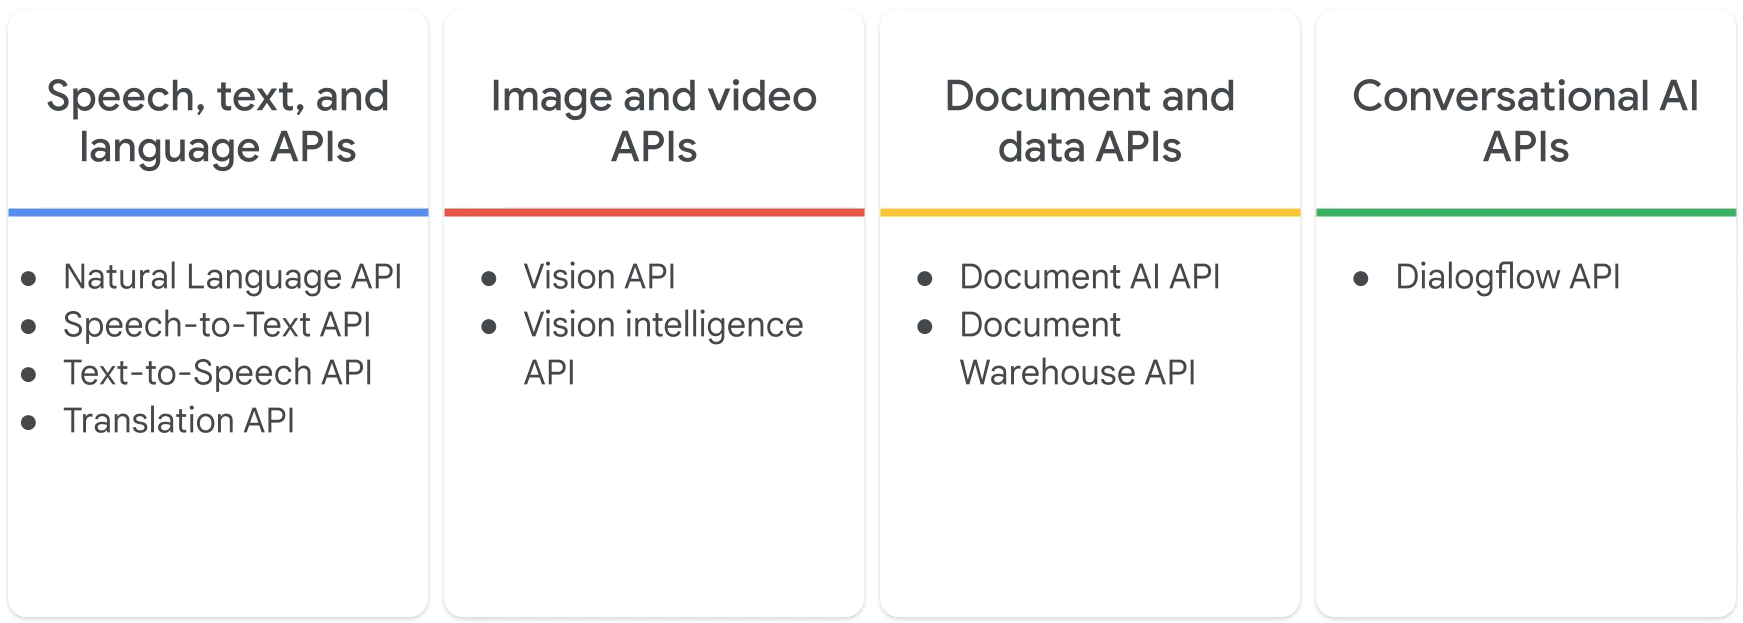 Speech, text, and
language APIs
● Natural Language API
● Speech-to-Text API
● Text-to-Speech API
● Translation API
Image and video
APIs
● Vision API
● Vision intelligence
API
Document and
data APIs
● Document AI API
● Document
Warehouse API
Conversational AI
APIs
● Dialogflow API